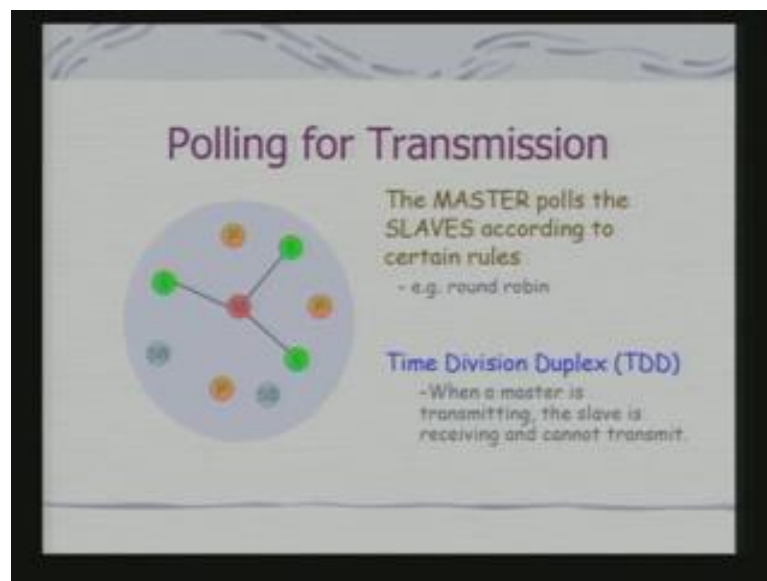 Polling for Transmission
The MASTER polls the
SLAVES according to
certain rules
- e.g. round robin
Time Division Duplex (TDD)
-When a master is
transmitting, the slave is
receiving and cannot transmit.